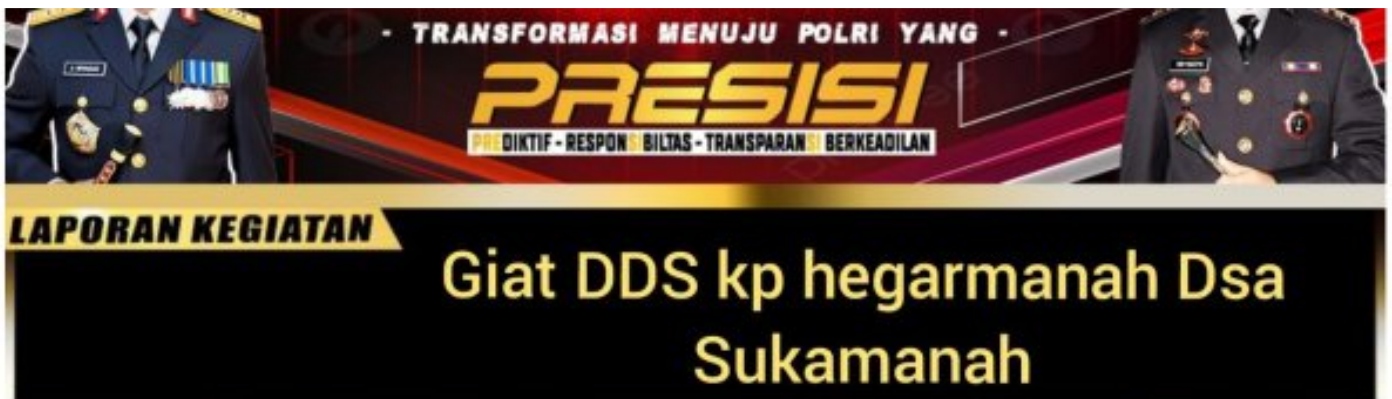 - TRANSFORMASI MENUJU POLRI YANG -
PRESISI
PREDIKTIF - RESPONSIBILTAS - TRANSPARANSI BERKEADILAN
LAPORAN KEGIATAN
Giat DDS kp hegarmanah Dsa
Sukamanah